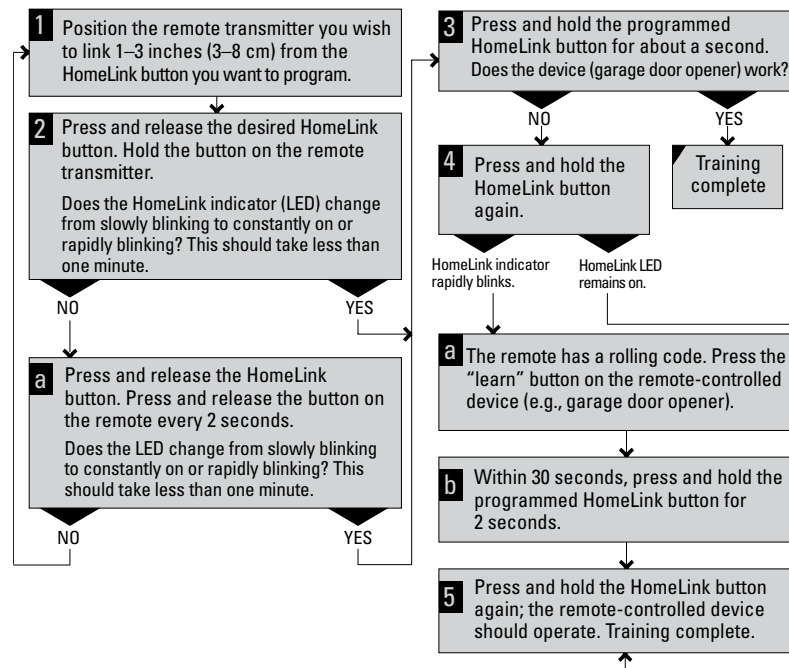 1 Position the remote transmitter you wish
to link 1–3 inches (3–8 cm) from the
HomeLink button you want to program.
2 Press and release the desired HomeLink
button. Hold the button on the remote
transmitter.
Does the HomeLink indicator (LED) change
from slowly blinking to constantly on or
rapidly blinking? This should take less than
one minute.
NO YES
a Press and release the HomeLink
button. Press and release the button on
the remote every 2 seconds.
Does the LED change from slowly blinking
to constantly on or rapidly blinking? This
should take less than one minute.
NO YES
3 Press and hold the programmed
HomeLink button for about a second.
Does the device (garage door opener) work?
NO YES
4 Press and hold the
HomeLink button
again.
Training
complete
HomeLink indicator
rapidly blinks.
HomeLink LED
remains on.
a The remote has a rolling code. Press the
“learn” button on the remote-controlled
device (e.g., garage door opener).
b Within 30 seconds, press and hold the
programmed HomeLink button for
2 seconds.
5 Press and hold the HomeLink button
again; the remote-controlled device
should operate. Training complete.